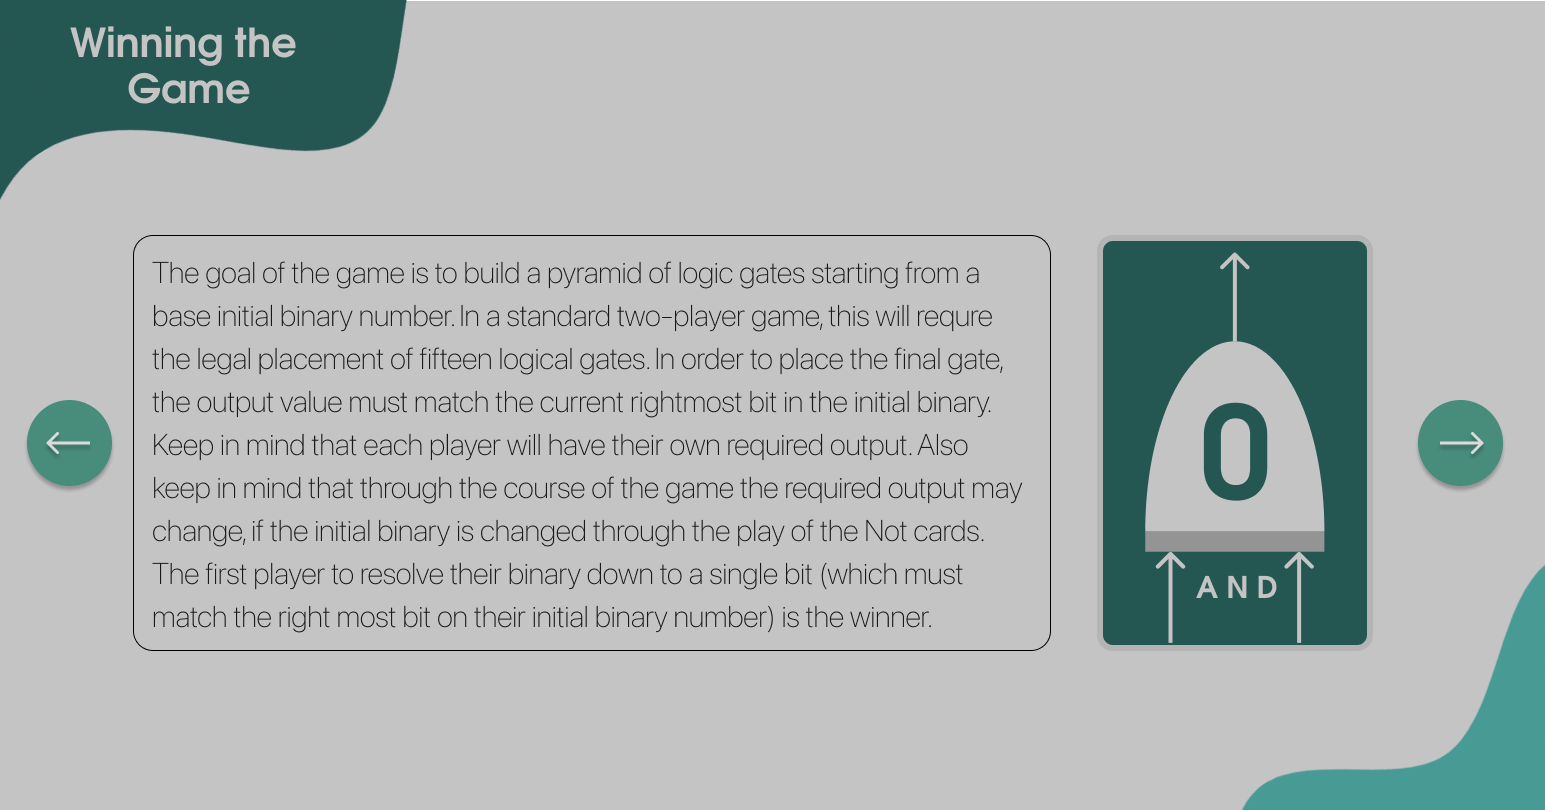 Winning the
Game
The goal of the game is to build a pyramid of logic gates starting from a
base initial binary number. In a standard two-player game, this will requre
the legal placement of fifteen logical gates. In order to place the final gate,
the output value must match the current rightmost bit in the initial binary.
Keep in mind that each player will have their own required output. Also
keep in mind that through the course of the game the required output may
change, if the initial binary is changed through the play of the Not cards.
The first player to resolve their binary down to a single bit (which must
match the right most bit on their initial binary number) is the winner.
0
AND